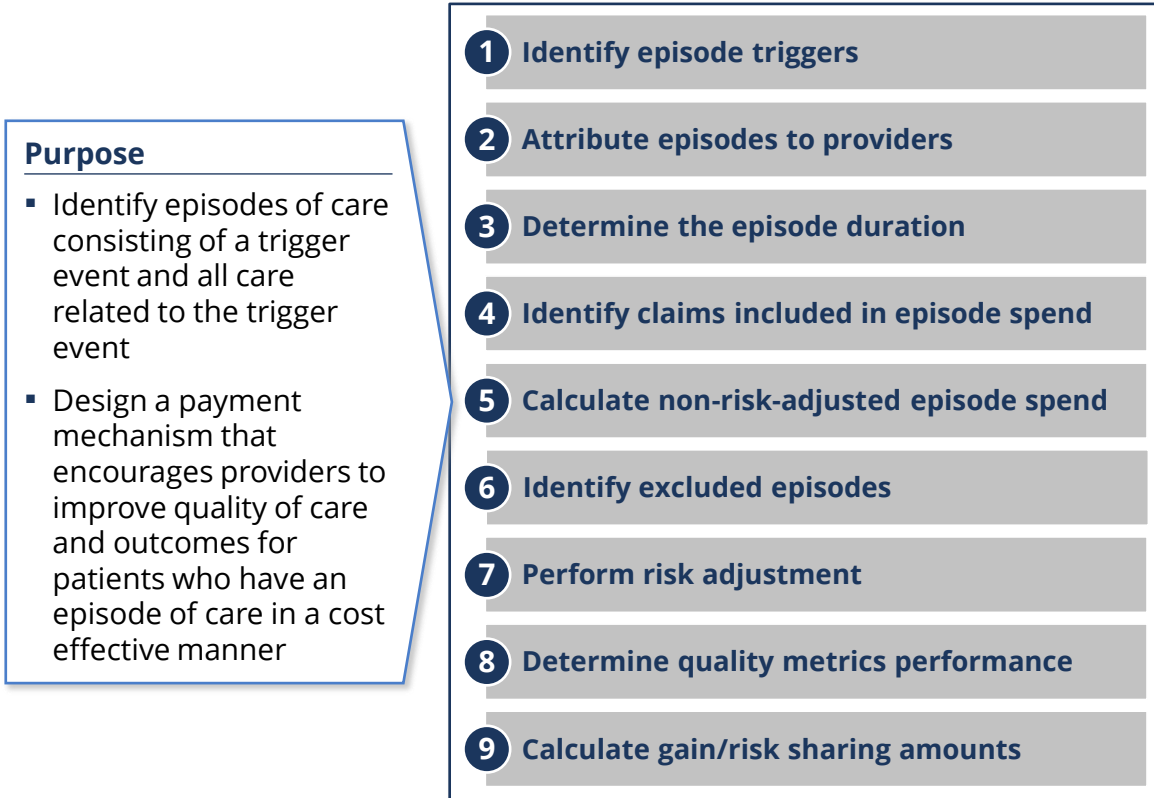 Purpose
▪ Identify episodes of care
consisting of a trigger
event and all care
related to the trigger
event
▪ Design a payment
mechanism that
encourages providers to
improve quality of care
and outcomes for
patients who have an
episode of care in a cost
effective manner
1 Identify episode triggers
2 Attribute episodes to providers
3 Determine the episode duration
4 Identify claims included in episode spend
5 Calculate non-risk-adjusted episode spend
6 Identify excluded episodes
7 Perform risk adjustment
8 Determine quality metrics performance
9 Calculate gain/risk sharing amounts